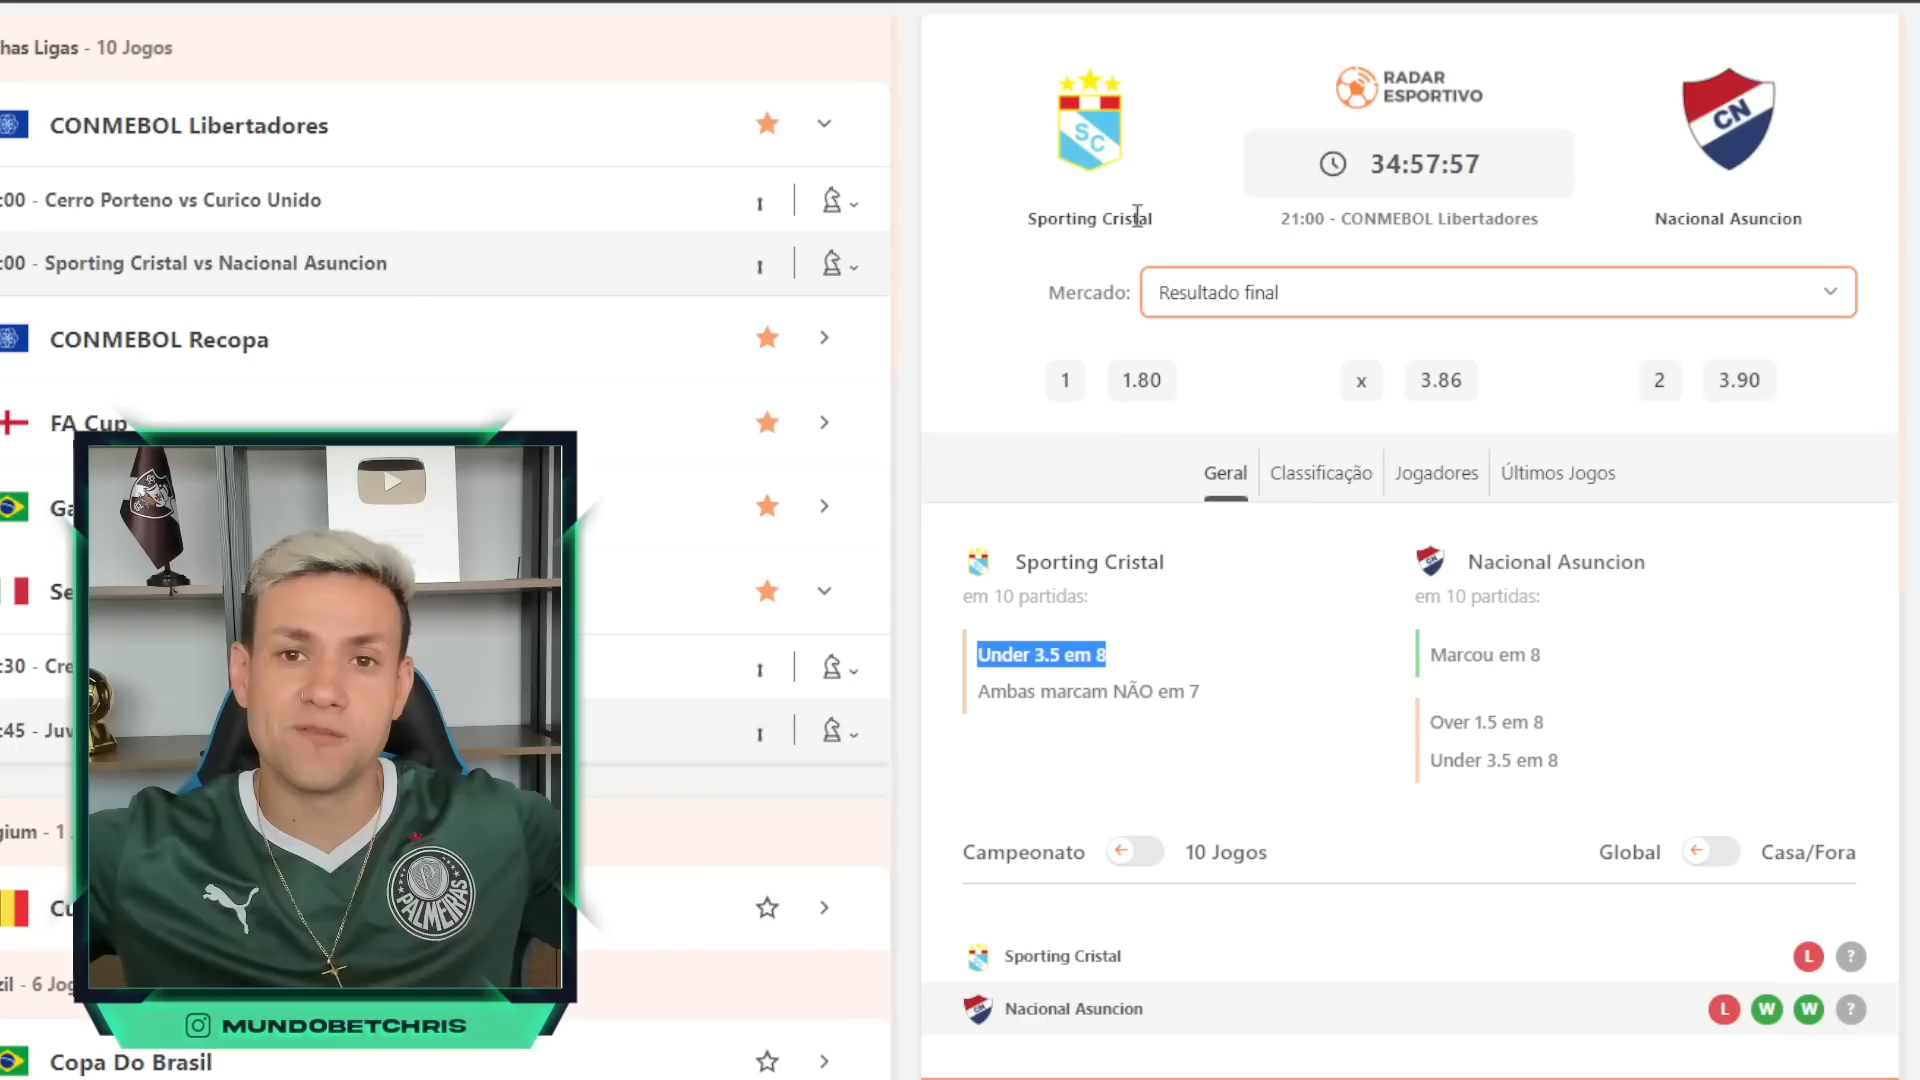 has Ligas - 10 Jogos
CONMEBOL Libertadores
:00 - Cerro Porteno vs Curico Unido
:00 - Sporting Cristal vs Nacional Asuncion
CONMEBOL Recopa
FA Cup
Ga
Se
:30 - Cre
:45 - Juv
gium - 1
Cu
zil - 6 Jog
Copa Do Brasil
PALMEIRAS
MUNDOBETCHRIS
SC
RADAR
ESPORTIVO
CN
34:57:57
Sporting Cristal
21:00 - CONMEBOL Libertadores
Nacional Asuncion
Mercado: Resultado final
1 1.80 x 3.86 2 3.90
Geral Classificação Jogadores Últimos Jogos
Sporting Cristal
em 10 partidas:
Under 3.5 em 8
Ambas marcam NÃO em 7
Nacional Asuncion
em 10 partidas:
Marcou em 8
Over 1.5 em 8
Under 3.5 em 8
Campeonato 10 Jogos Global Casa/Fora
Sporting Cristal L ?
Nacional Asuncion L W W ?